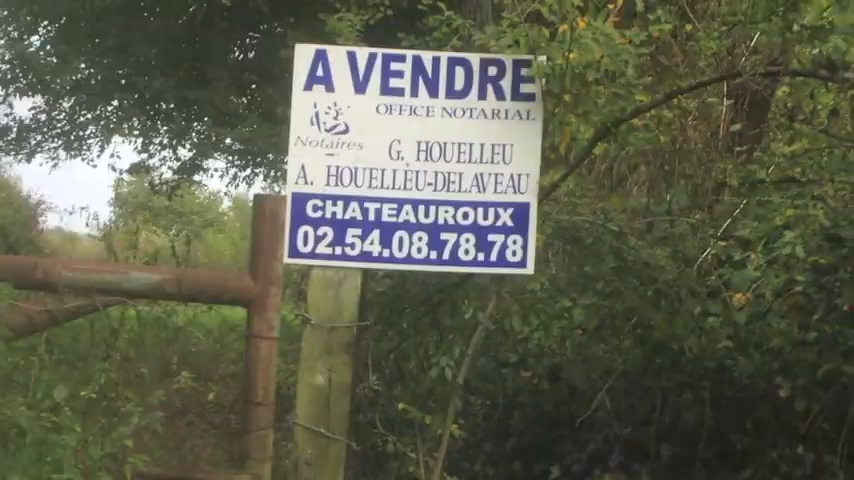 A VENDRE
OFFICE NOTARIAL
Notaires
G. HOUELLEU
A. HOUELLEU-DELAVEAU
CHATEAUROUX
02.54.08.78.78